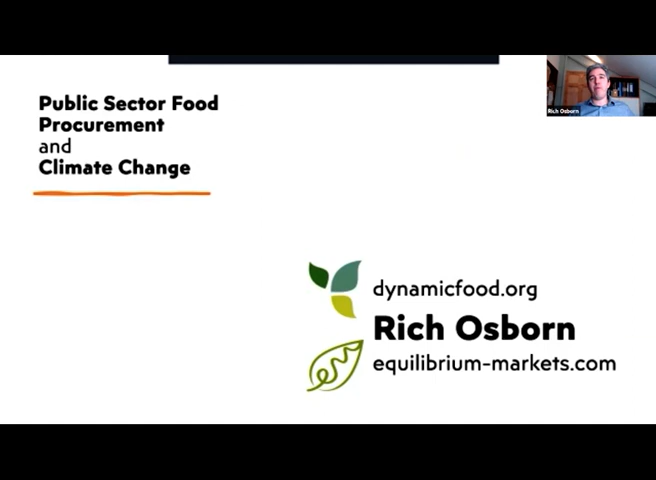 Public Sector Food
Procurement
and
Climate Change
Rich Osborn
dynamicfood.org
Rich Osborn
equilibrium-markets.com